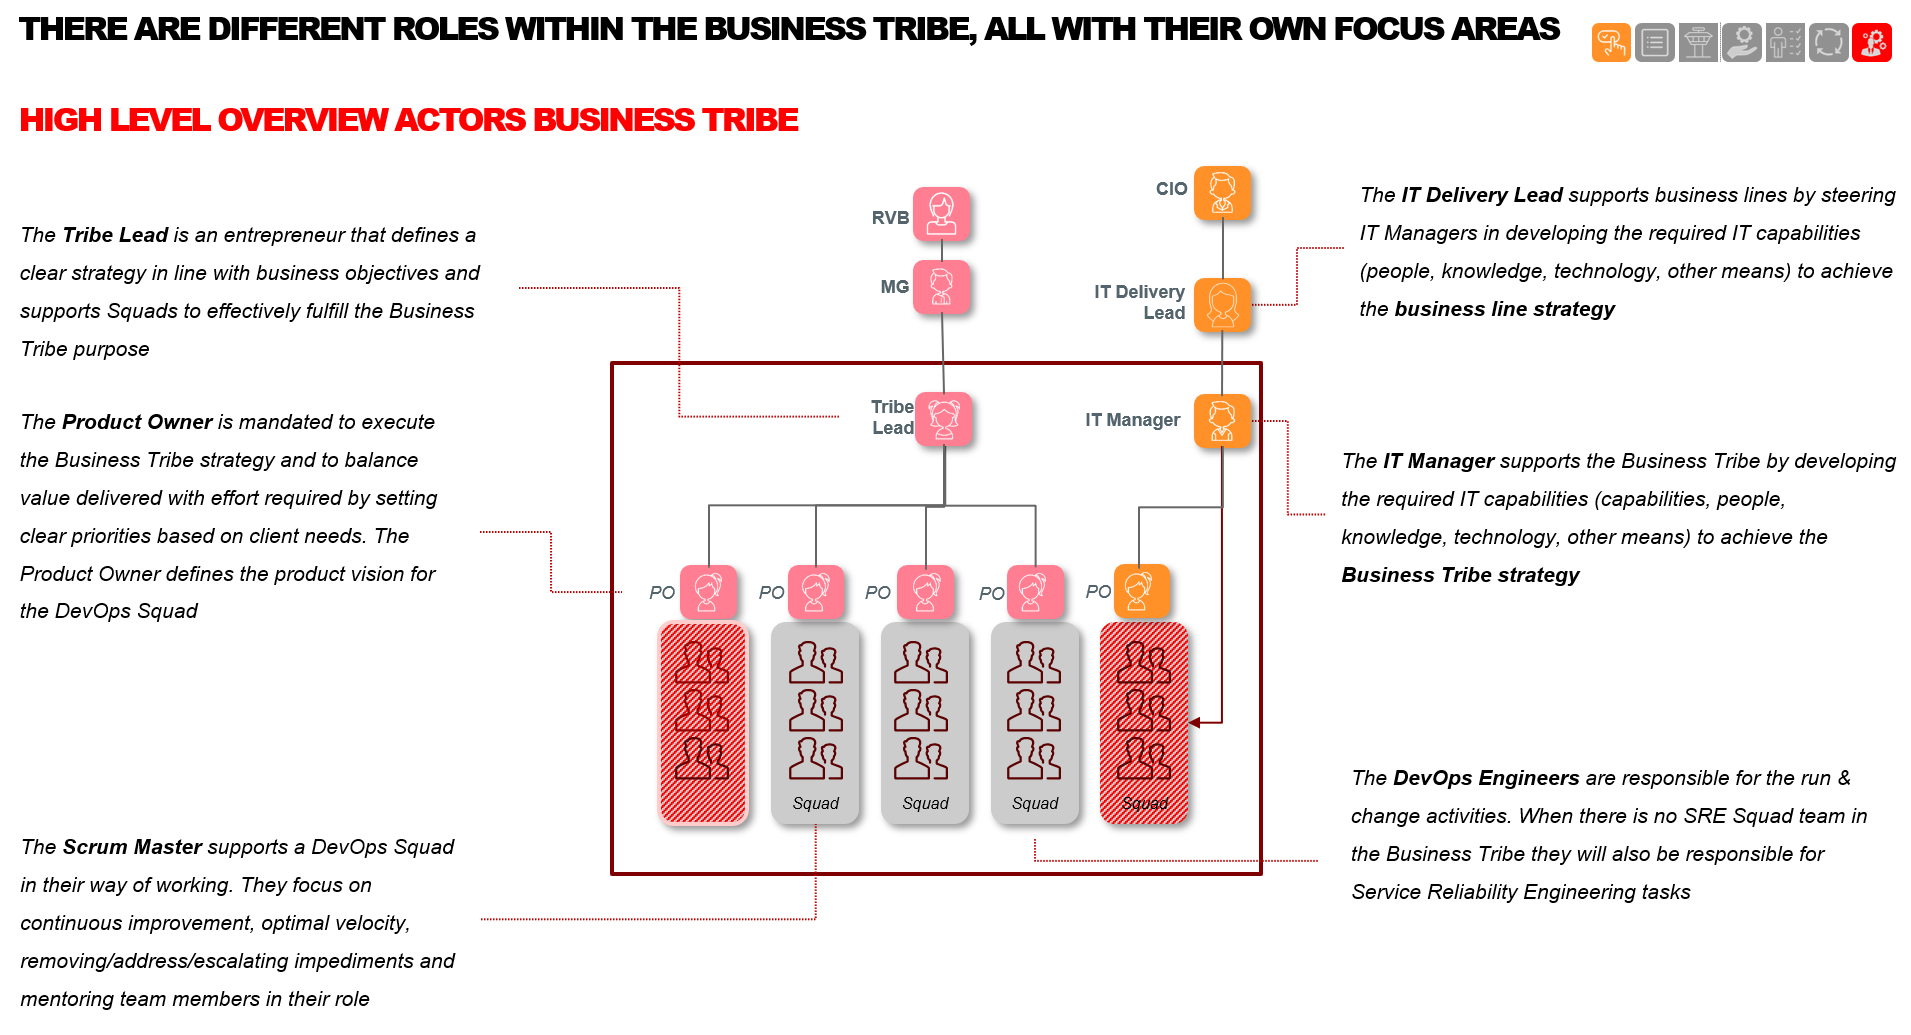 THERE ARE DIFFERENT ROLES WITHIN THE BUSINESS TRIBE, ALL WITH THEIR OWN FOCUS AREAS
HIGH LEVEL OVERVIEW ACTORS BUSINESS TRIBE
The Tribe Lead is an entrepreneur that defines a
clear strategy in line with business objectives and
supports Squads to effectively fulfill the Business
Tribe purpose
The Product Owner is mandated to execute
the Business Tribe strategy and to balance
value delivered with effort required by setting
clear priorities based on client needs. The
Product Owner defines the product vision for
the DevOps Squad
The Scrum Master supports a DevOps Squad
in their way of working. They focus on
continuous improvement, optimal velocity,
removing/address/escalating impediments and
mentoring team members in their role
RVB
MG
CIO
IT Delivery
Lead
Tribe
Lead
IT Manager
PO
PO
PO
PO
PO
Squad
Squad
Squad
Squad
The IT Delivery Lead supports business lines by steering
IT Managers in developing the required IT capabilities
(people, knowledge, technology, other means) to achieve
the business line strategy
The IT Manager supports the Business Tribe by developing
the required IT capabilities (capabilities, people,
knowledge, technology, other means) to achieve the
Business Tribe strategy
The DevOps Engineers are responsible for the run &
change activities. When there is no SRE Squad team in
the Business Tribe they will also be responsible for
Service Reliability Engineering tasks